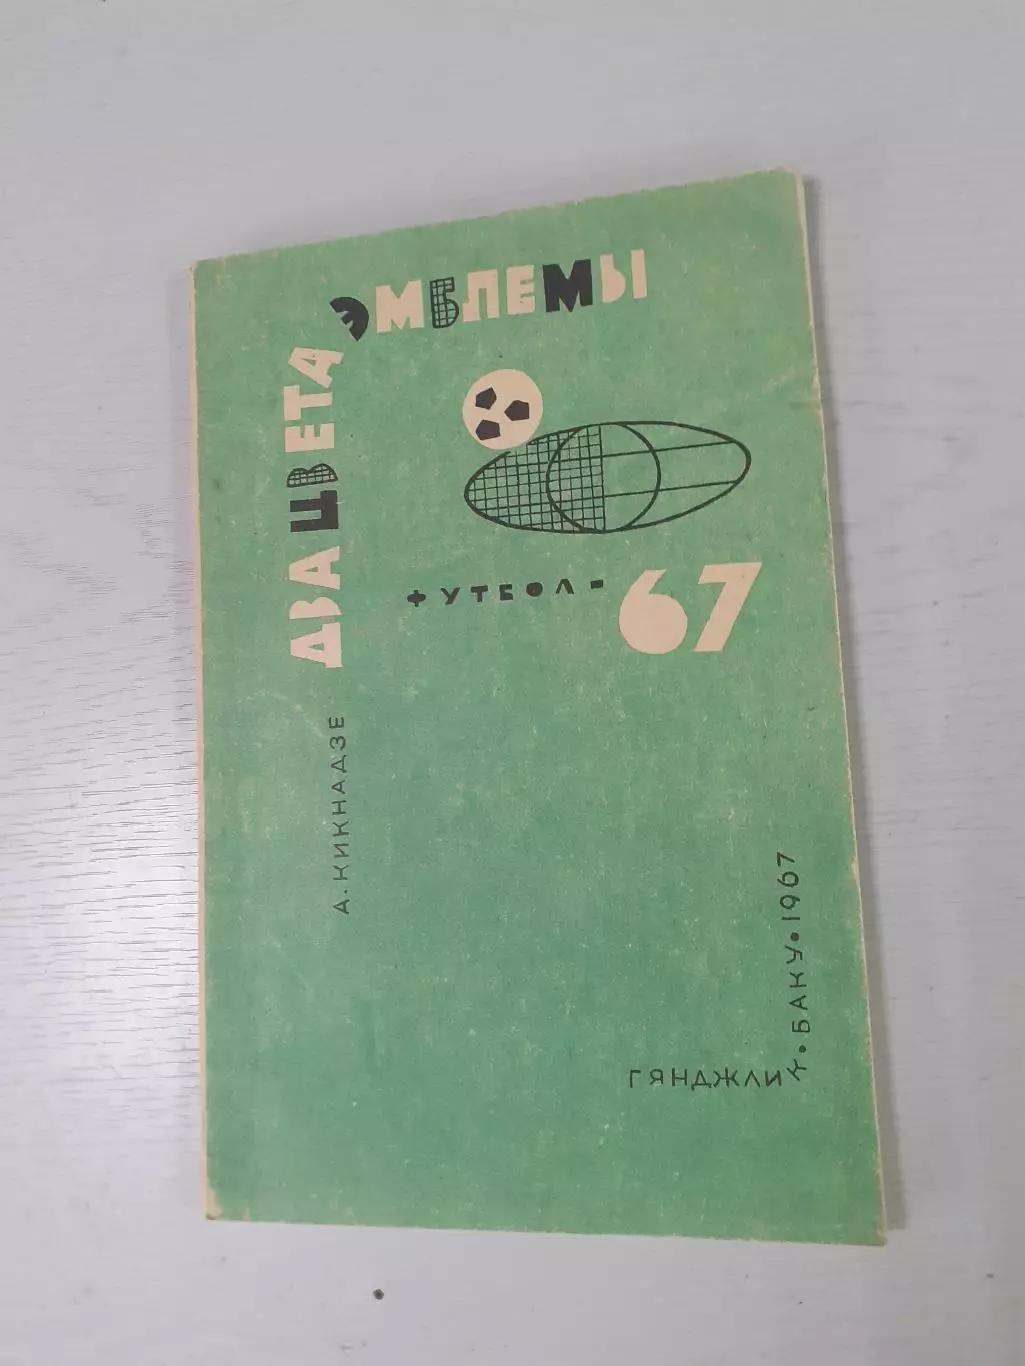 ДВА ЦВЕТА
ЭМБЛЕМЫ
ФУТБОЛ-67
А. КИКНАДЗЕ
ГЯНДЖЛИК•БАКУ•1967